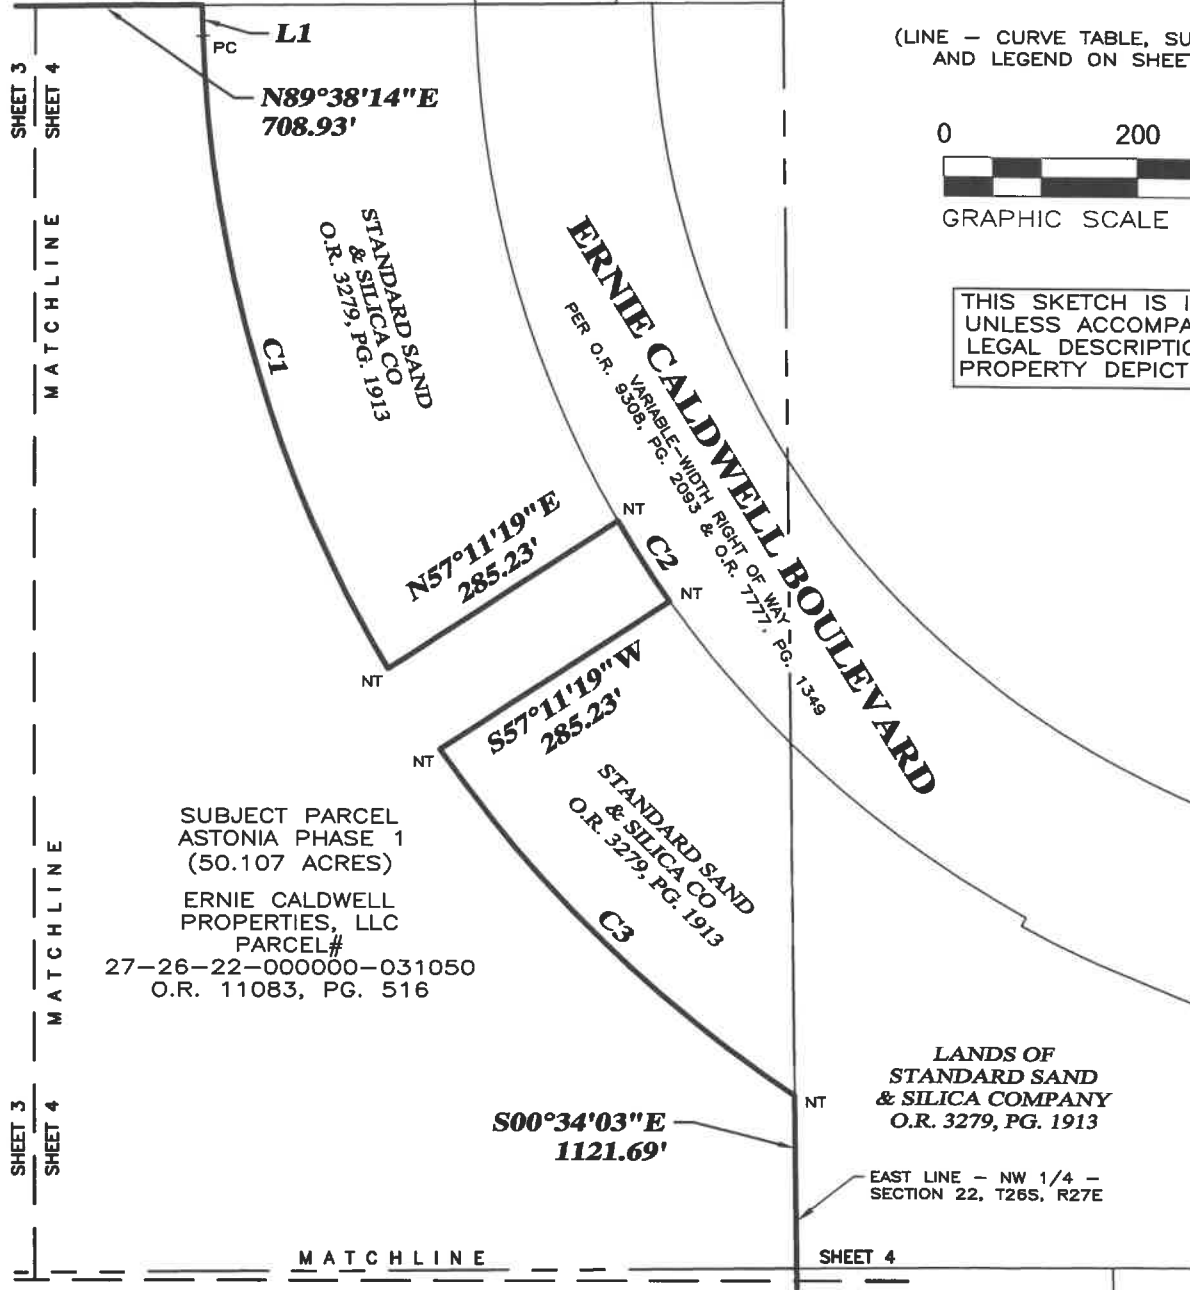 L1
PC
N89°38'14"E
708.93'
(LINE – CURVE TABLE, SU
AND LEGEND ON SHEET
0 200
GRAPHIC SCALE
THIS SKETCH IS I
UNLESS ACCOMPA
LEGAL DESCRIPTIO
PROPERTY DEPICT
SHEET 3
SHEET 4
MATCHLINE
STANDARD SAND
& SILICA CO
O.R. 3279, PG. 1913
C1
ERNIE CALDWELL BOULEVARD
VARIABLE–WIDTH RIGHT OF WAY
PER O.R. 9308, PG. 2093 & O.R. 7777, PG. 1349
N57°11'19"E
285.23'
NT
C2
NT
NT
S57°11'19"W
285.23'
NT
STANDARD SAND
& SILICA CO
O.R. 3279, PG. 1913
C3
SUBJECT PARCEL
ASTONIA PHASE 1
(50.107 ACRES)
ERNIE CALDWELL
PROPERTIES, LLC
PARCEL#
27–26–22–000000–031050
O.R. 11083, PG. 516
MATCHLINE
LANDS OF
STANDARD SAND
& SILICA COMPANY
O.R. 3279, PG. 1913
NT
S00°34'03"E
1121.69'
EAST LINE – NW 1/4 –
SECTION 22, T26S, R27E
SHEET 3
SHEET 4
MATCHLINE
SHEET 4